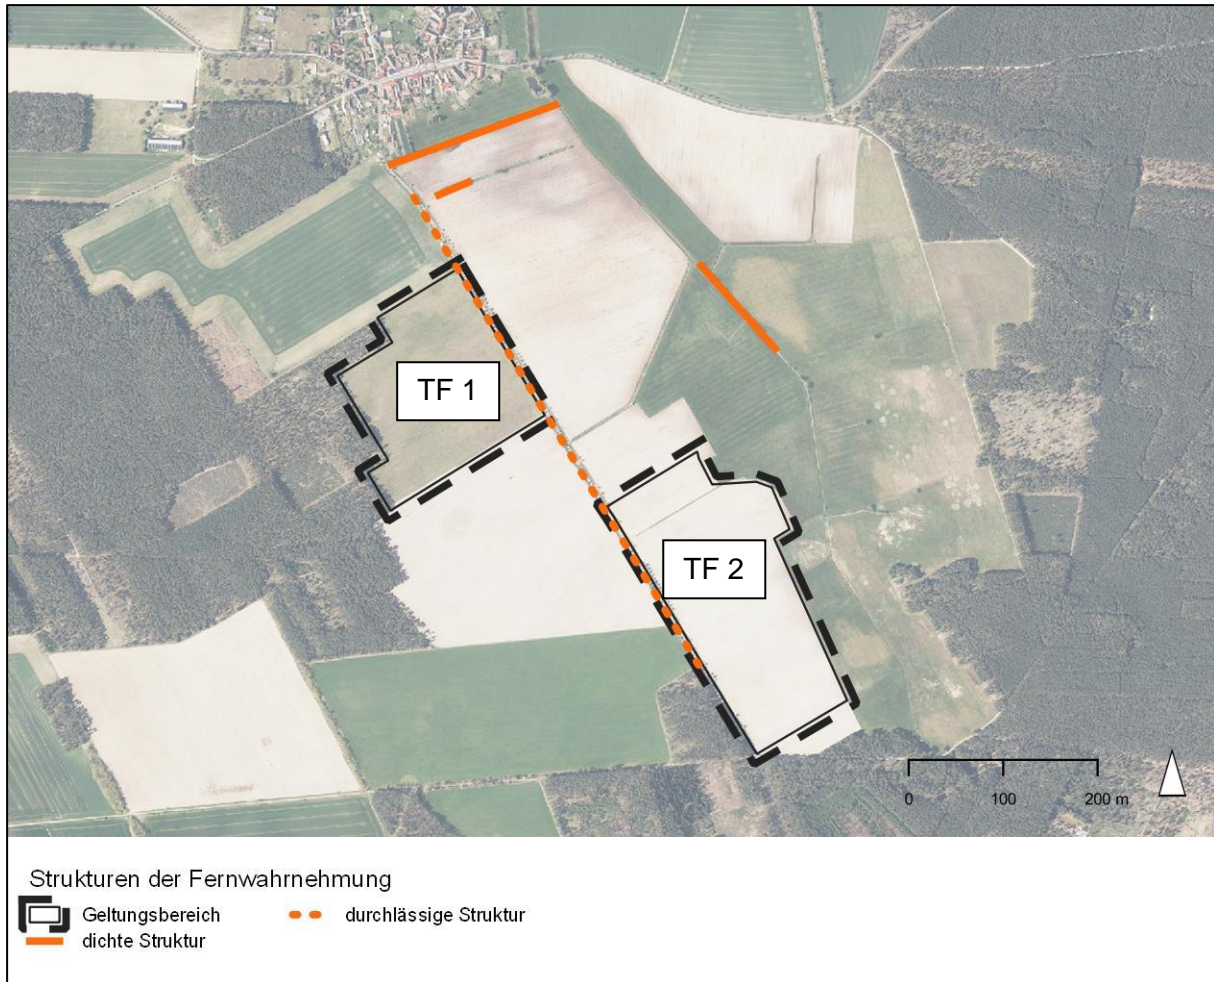 TF 1
TF 2
0 100 200 m
Strukturen der Fernwahrnehmung
Geltungsbereich
durchlässige Struktur
dichte Struktur